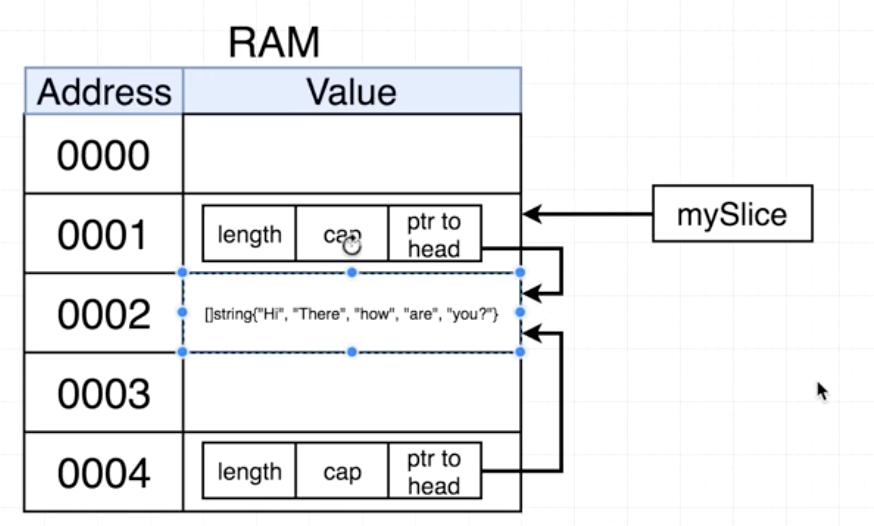 RAM
Address Value
0000
0001 length cap ptr to head
mySlice
0002 []string{"Hi", "There", "how", "are", "you?"}
0003
0004 length cap ptr to head